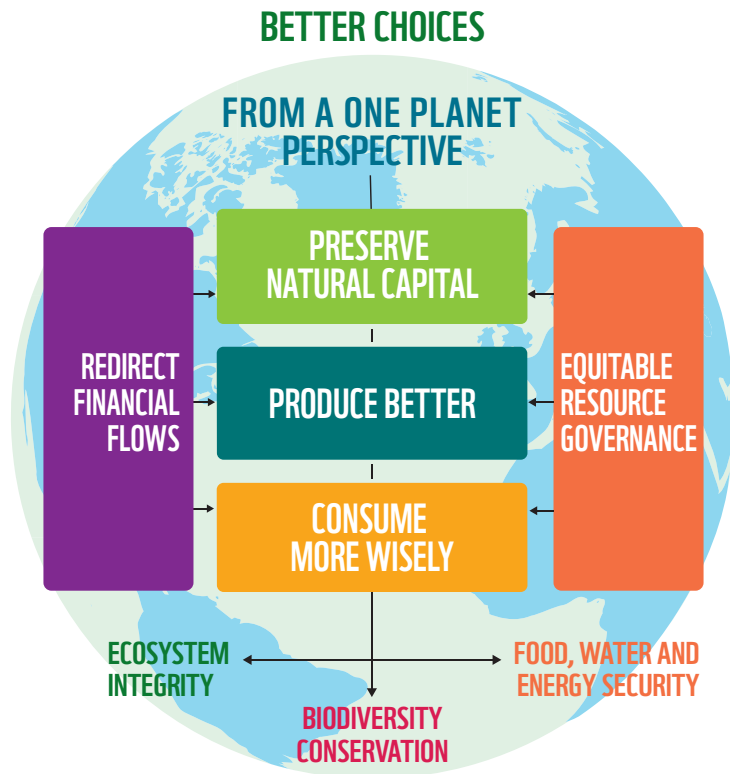 BETTER CHOICES
FROM A ONE PLANET
PERSPECTIVE
PRESERVE
NATURAL CAPITAL
REDIRECT
FINANCIAL
FLOWS
PRODUCE BETTER
EQUITABLE
RESOURCE
GOVERNANCE
CONSUME
MORE WISELY
ECOSYSTEM
INTEGRITY
FOOD, WATER AND
ENERGY SECURITY
BIODIVERSITY
CONSERVATION